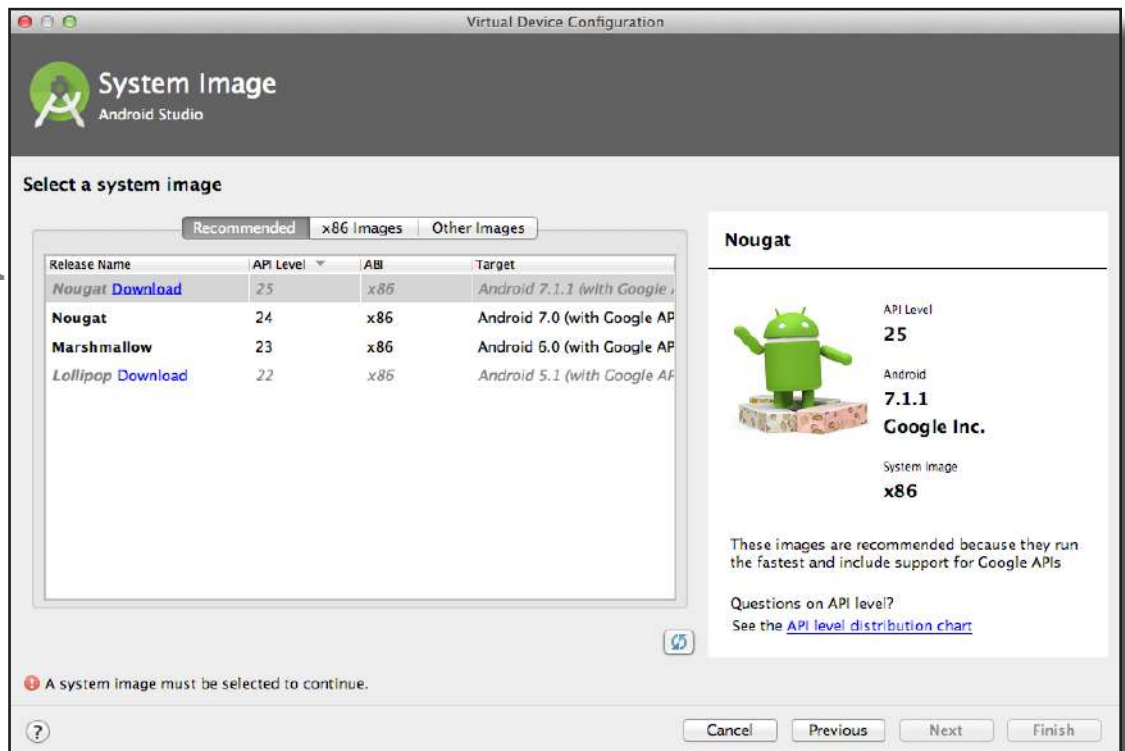 Virtual Device Configuration
System Image
Android Studio
Select a system image
Recommended x86 Images Other Images
Release Name API Level ABI Target
Nougat Download 25 x86 Android 7.1.1 (with Google
Nougat 24 x86 Android 7.0 (with Google AP
Marshmallow 23 x86 Android 6.0 (with Google AP
Lollipop Download 22 x86 Android 5.1 (with Google AP
Nougat
API Level
25
Android
7.1.1
Google Inc.
System Image
x86
These images are recommended because they run
the fastest and include support for Google APIs
Questions on API level?
See the API level distribution chart
A system image must be selected to continue.
? Cancel Previous Next Finish